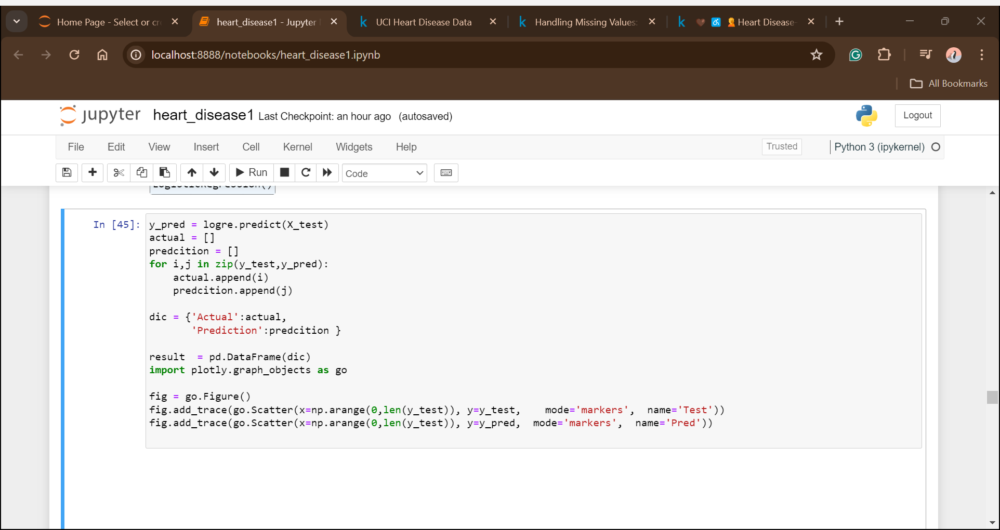 Home Page - Select or cr
heart_disease1 - Jupyter
UCI Heart Disease Data
Handling Missing Values:
Heart Disease-
localhost:8888/notebooks/heart_disease1.ipynb
All Bookmarks
jupyter heart_disease1 Last Checkpoint: an hour ago (autosaved)
Logout
File Edit View Insert Cell Kernel Widgets Help
Trusted
Python 3 (ipykernel)
Run
Code
LogisticRegression()
In [45]:
y_pred = logre.predict(X_test)
actual = []
predcition = []
for i,j in zip(y_test,y_pred):
    actual.append(i)
    predcition.append(j)
dic = {'Actual':actual,
       'Prediction':predcition }
result  = pd.DataFrame(dic)
import plotly.graph_objects as go
fig = go.Figure()
fig.add_trace(go.Scatter(x=np.arange(0,len(y_test)), y=y_test,    mode='markers',  name='Test'))
fig.add_trace(go.Scatter(x=np.arange(0,len(y_test)), y=y_pred,  mode='markers',  name='Pred'))